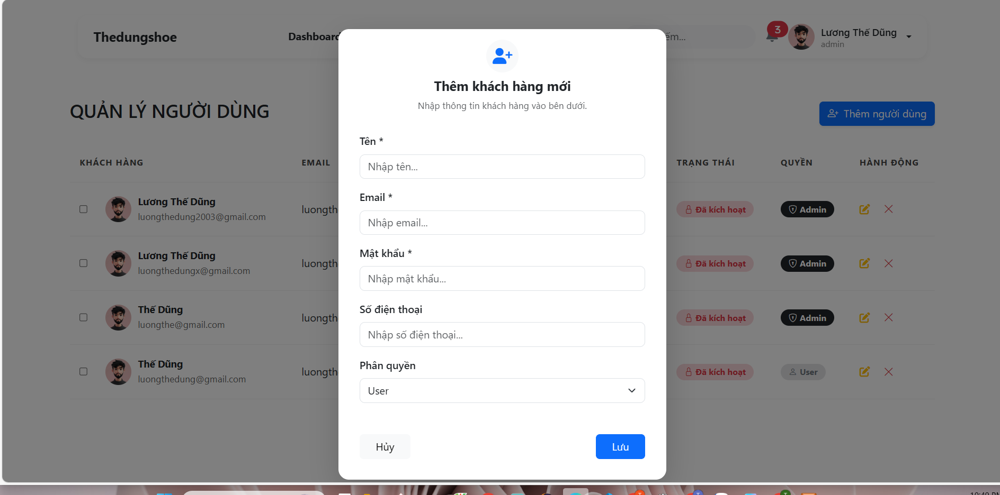 Thedungshoe
Dashboard
3
Lương Thế Dũng
admin
QUẢN LÝ NGƯỜI DÙNG
Thêm người dùng
KHÁCH HÀNG EMAIL TRẠNG THÁI QUYỀN HÀNH ĐỘNG
Lương Thế Dũng
luongthedung2003@gmail.com
luongth
Đã kích hoạt
Admin
Lương Thế Dũng
luongthedungx@gmail.com
luongth
Đã kích hoạt
Admin
Thế Dũng
luongthe@gmail.com
luongth
Đã kích hoạt
Admin
Thế Dũng
luongthedung@gmail.com
luongth
Đã kích hoạt
User
Thêm khách hàng mới
Nhập thông tin khách hàng vào bên dưới.
Tên *
Nhập tên...
Email *
Nhập email...
Mật khẩu *
Nhập mật khẩu...
Số điện thoại
Nhập số điện thoại...
Phân quyền
User
Hủy
Lưu